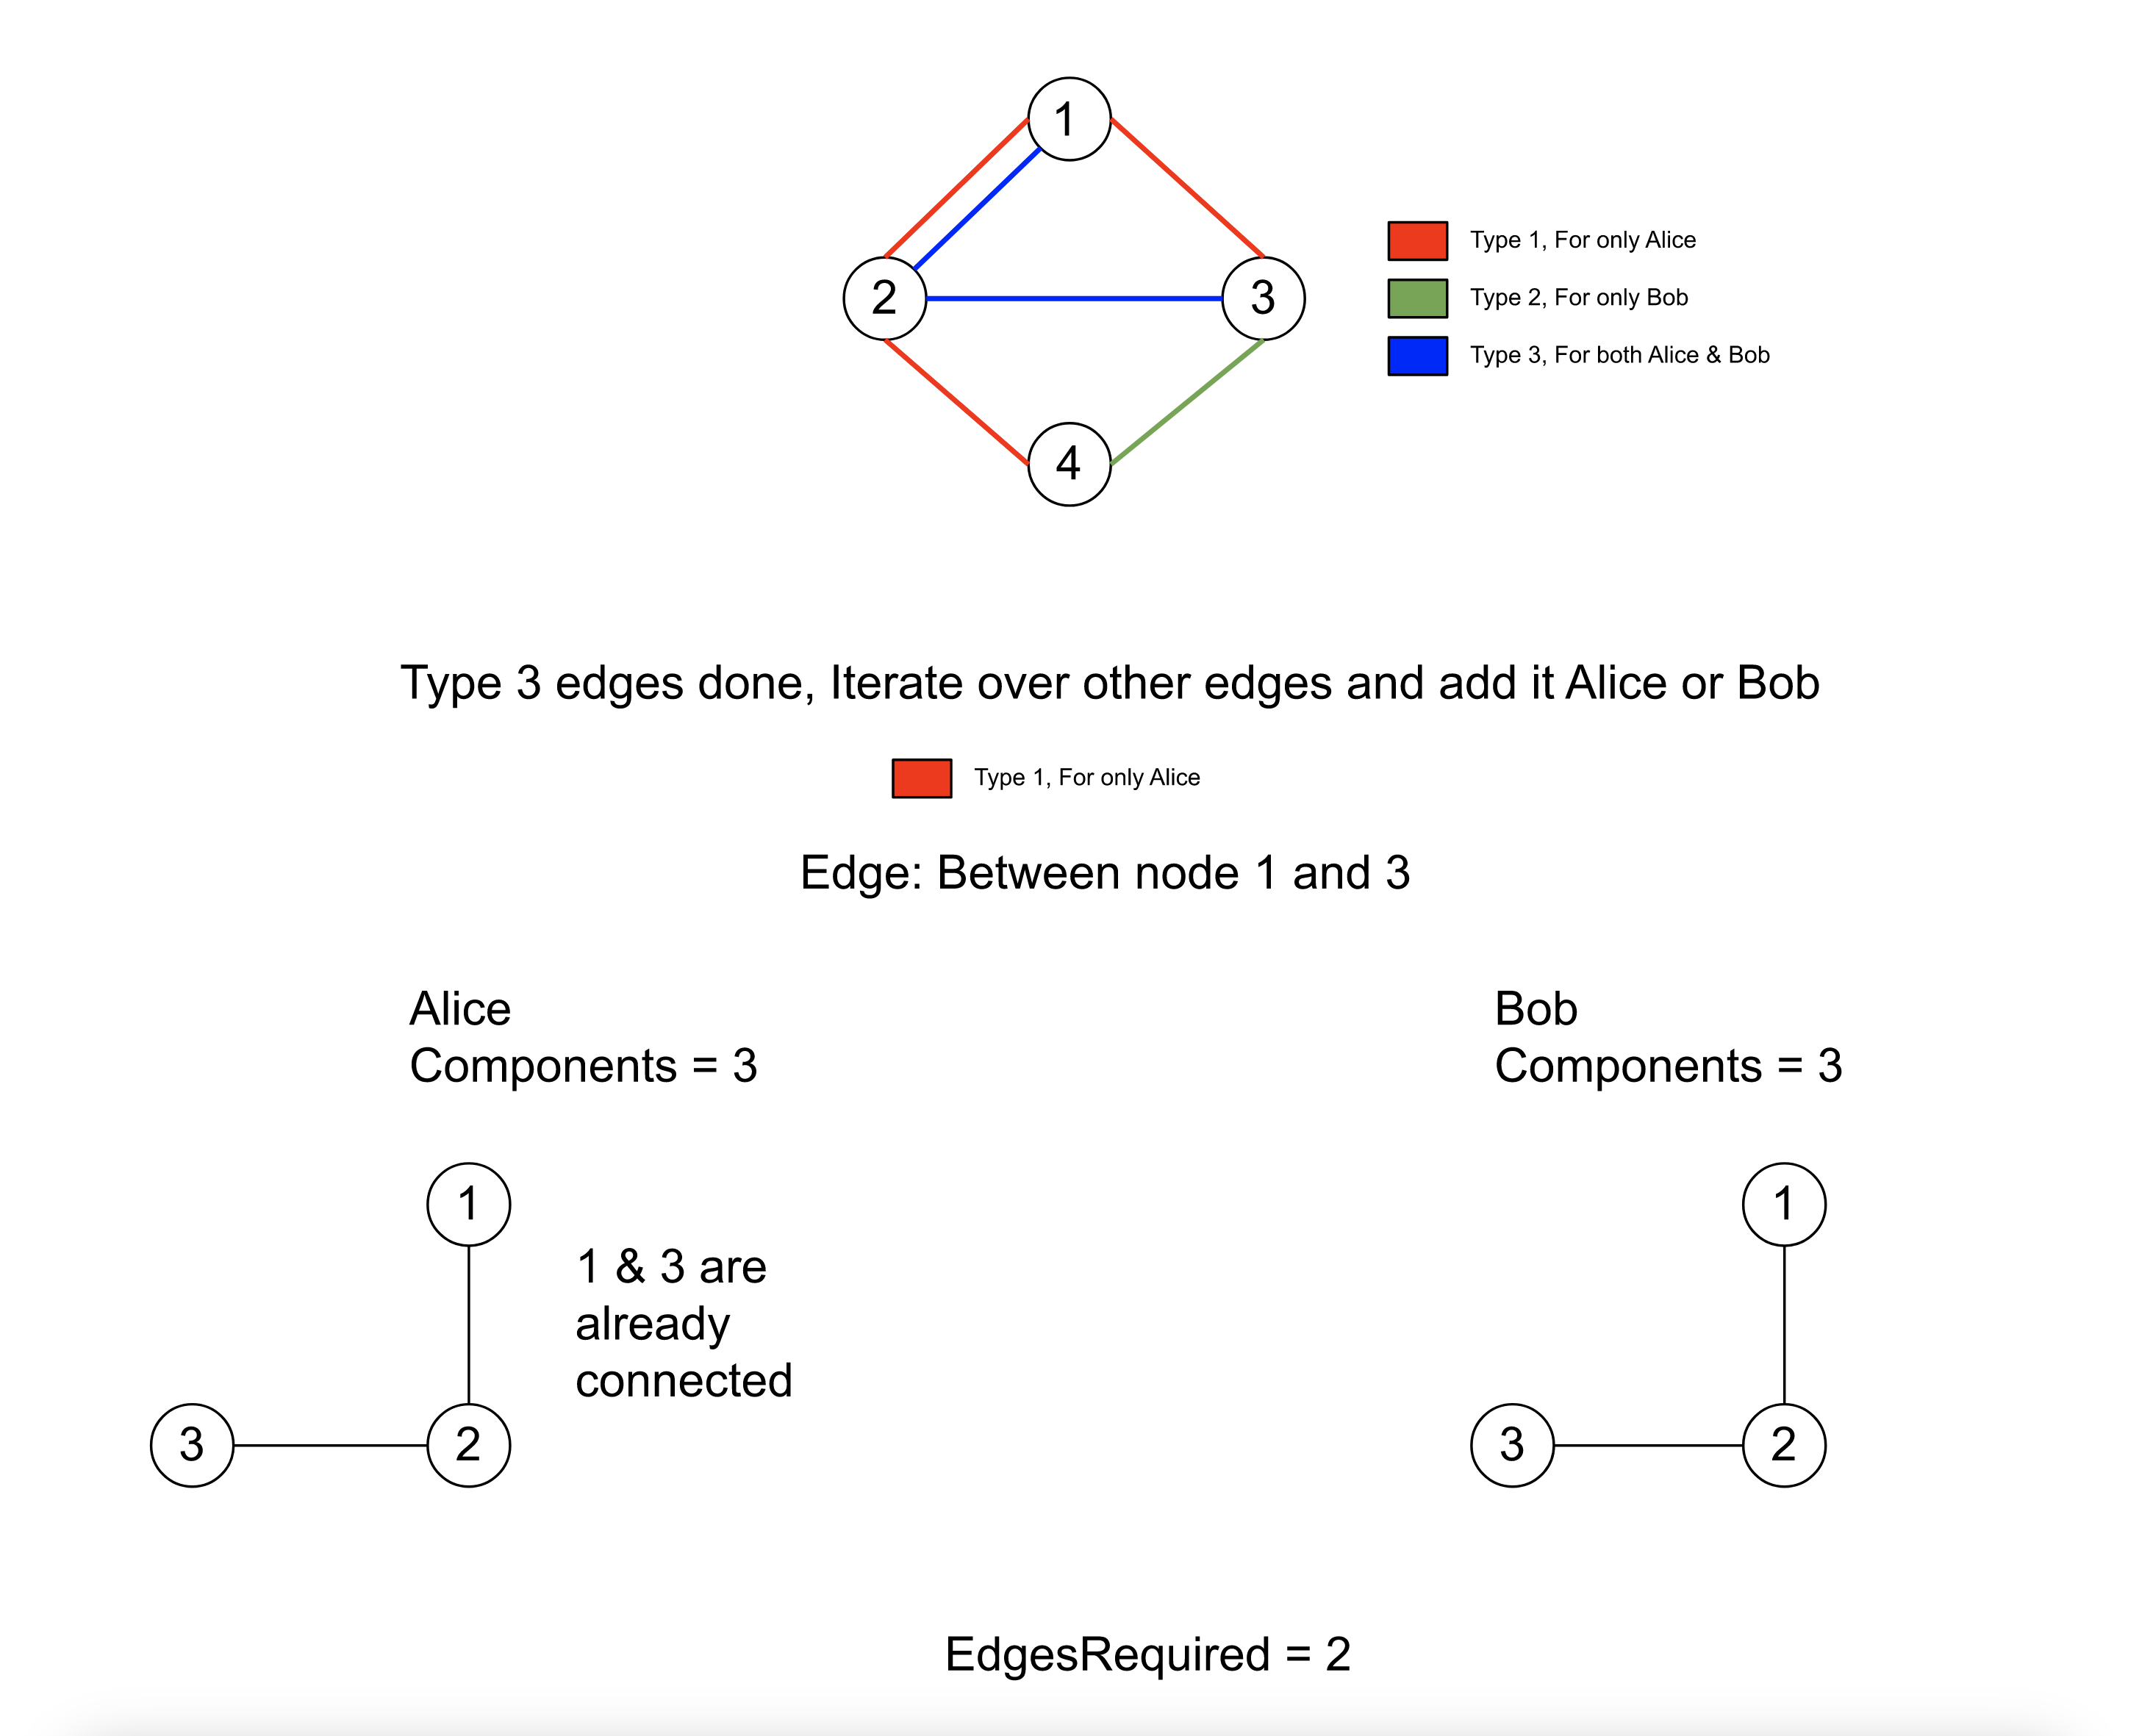 1
2
3
4
Type 1, For only Alice
Type 2, For only Bob
Type 3, For both Alice & Bob
Type 3 edges done, Iterate over other edges and add it Alice or Bob
Type 1, For only Alice
Edge: Between node 1 and 3
Alice
Components = 3
1
1 & 3 are
already
connected
3
2
Bob
Components = 3
1
3
2
EdgesRequired = 2